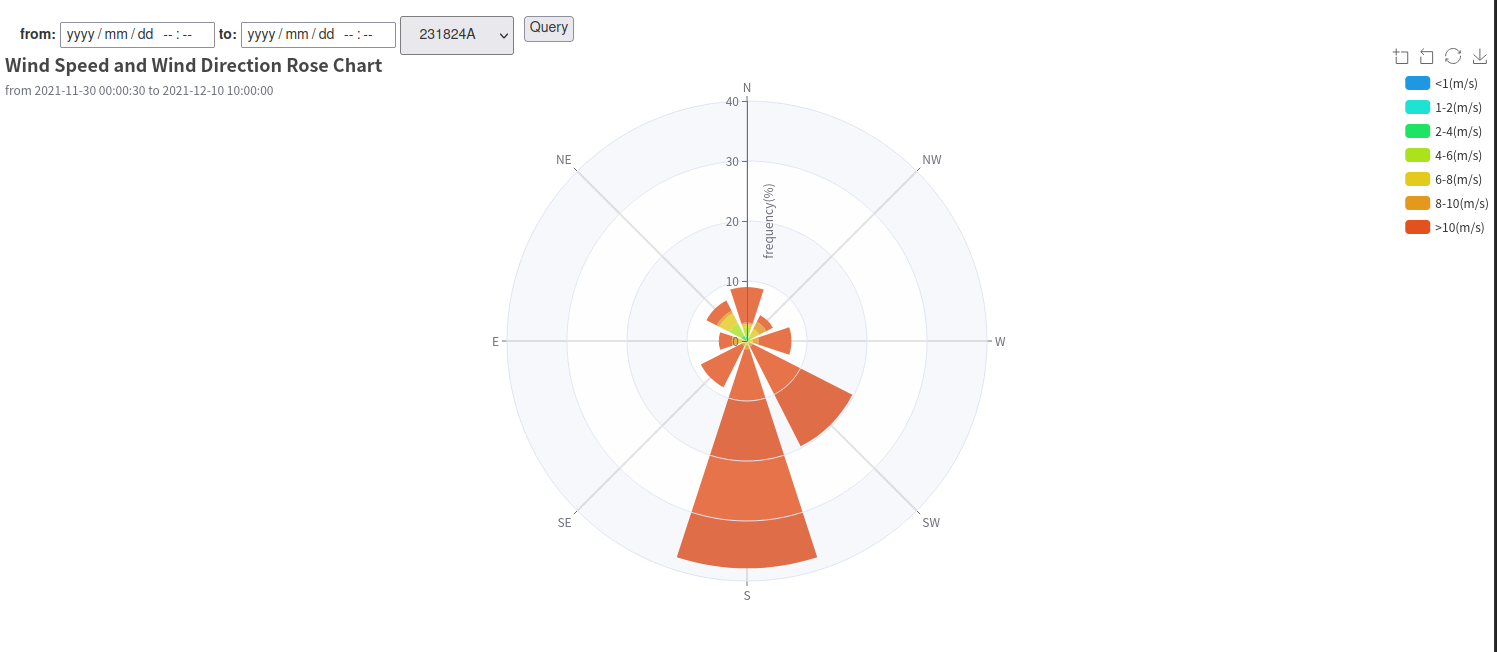 from: yyyy / mm / dd -- : -- to: yyyy / mm / dd -- : -- 231824A Query
Wind Speed and Wind Direction Rose Chart
from 2021-11-30 00:00:30 to 2021-12-10 10:00:00
<1(m/s)
1-2(m/s)
2-4(m/s)
4-6(m/s)
6-8(m/s)
8-10(m/s)
>10(m/s)
N
40
NE
NW
30
frequency(%)
20
10
0
E
W
SE
SW
S